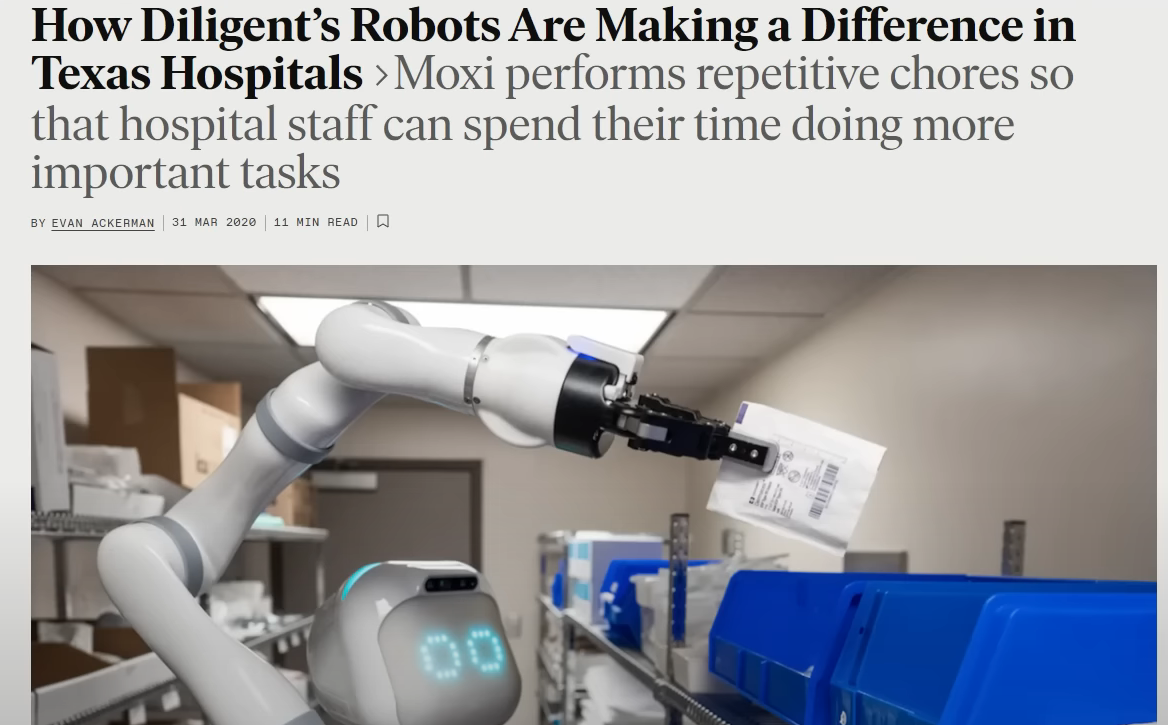 How Diligent’s Robots Are Making a Difference in
Texas Hospitals ›Moxi performs repetitive chores so
that hospital staff can spend their time doing more
important tasks
BY EVAN ACKERMAN | 31 MAR 2020 | 11 MIN READ |